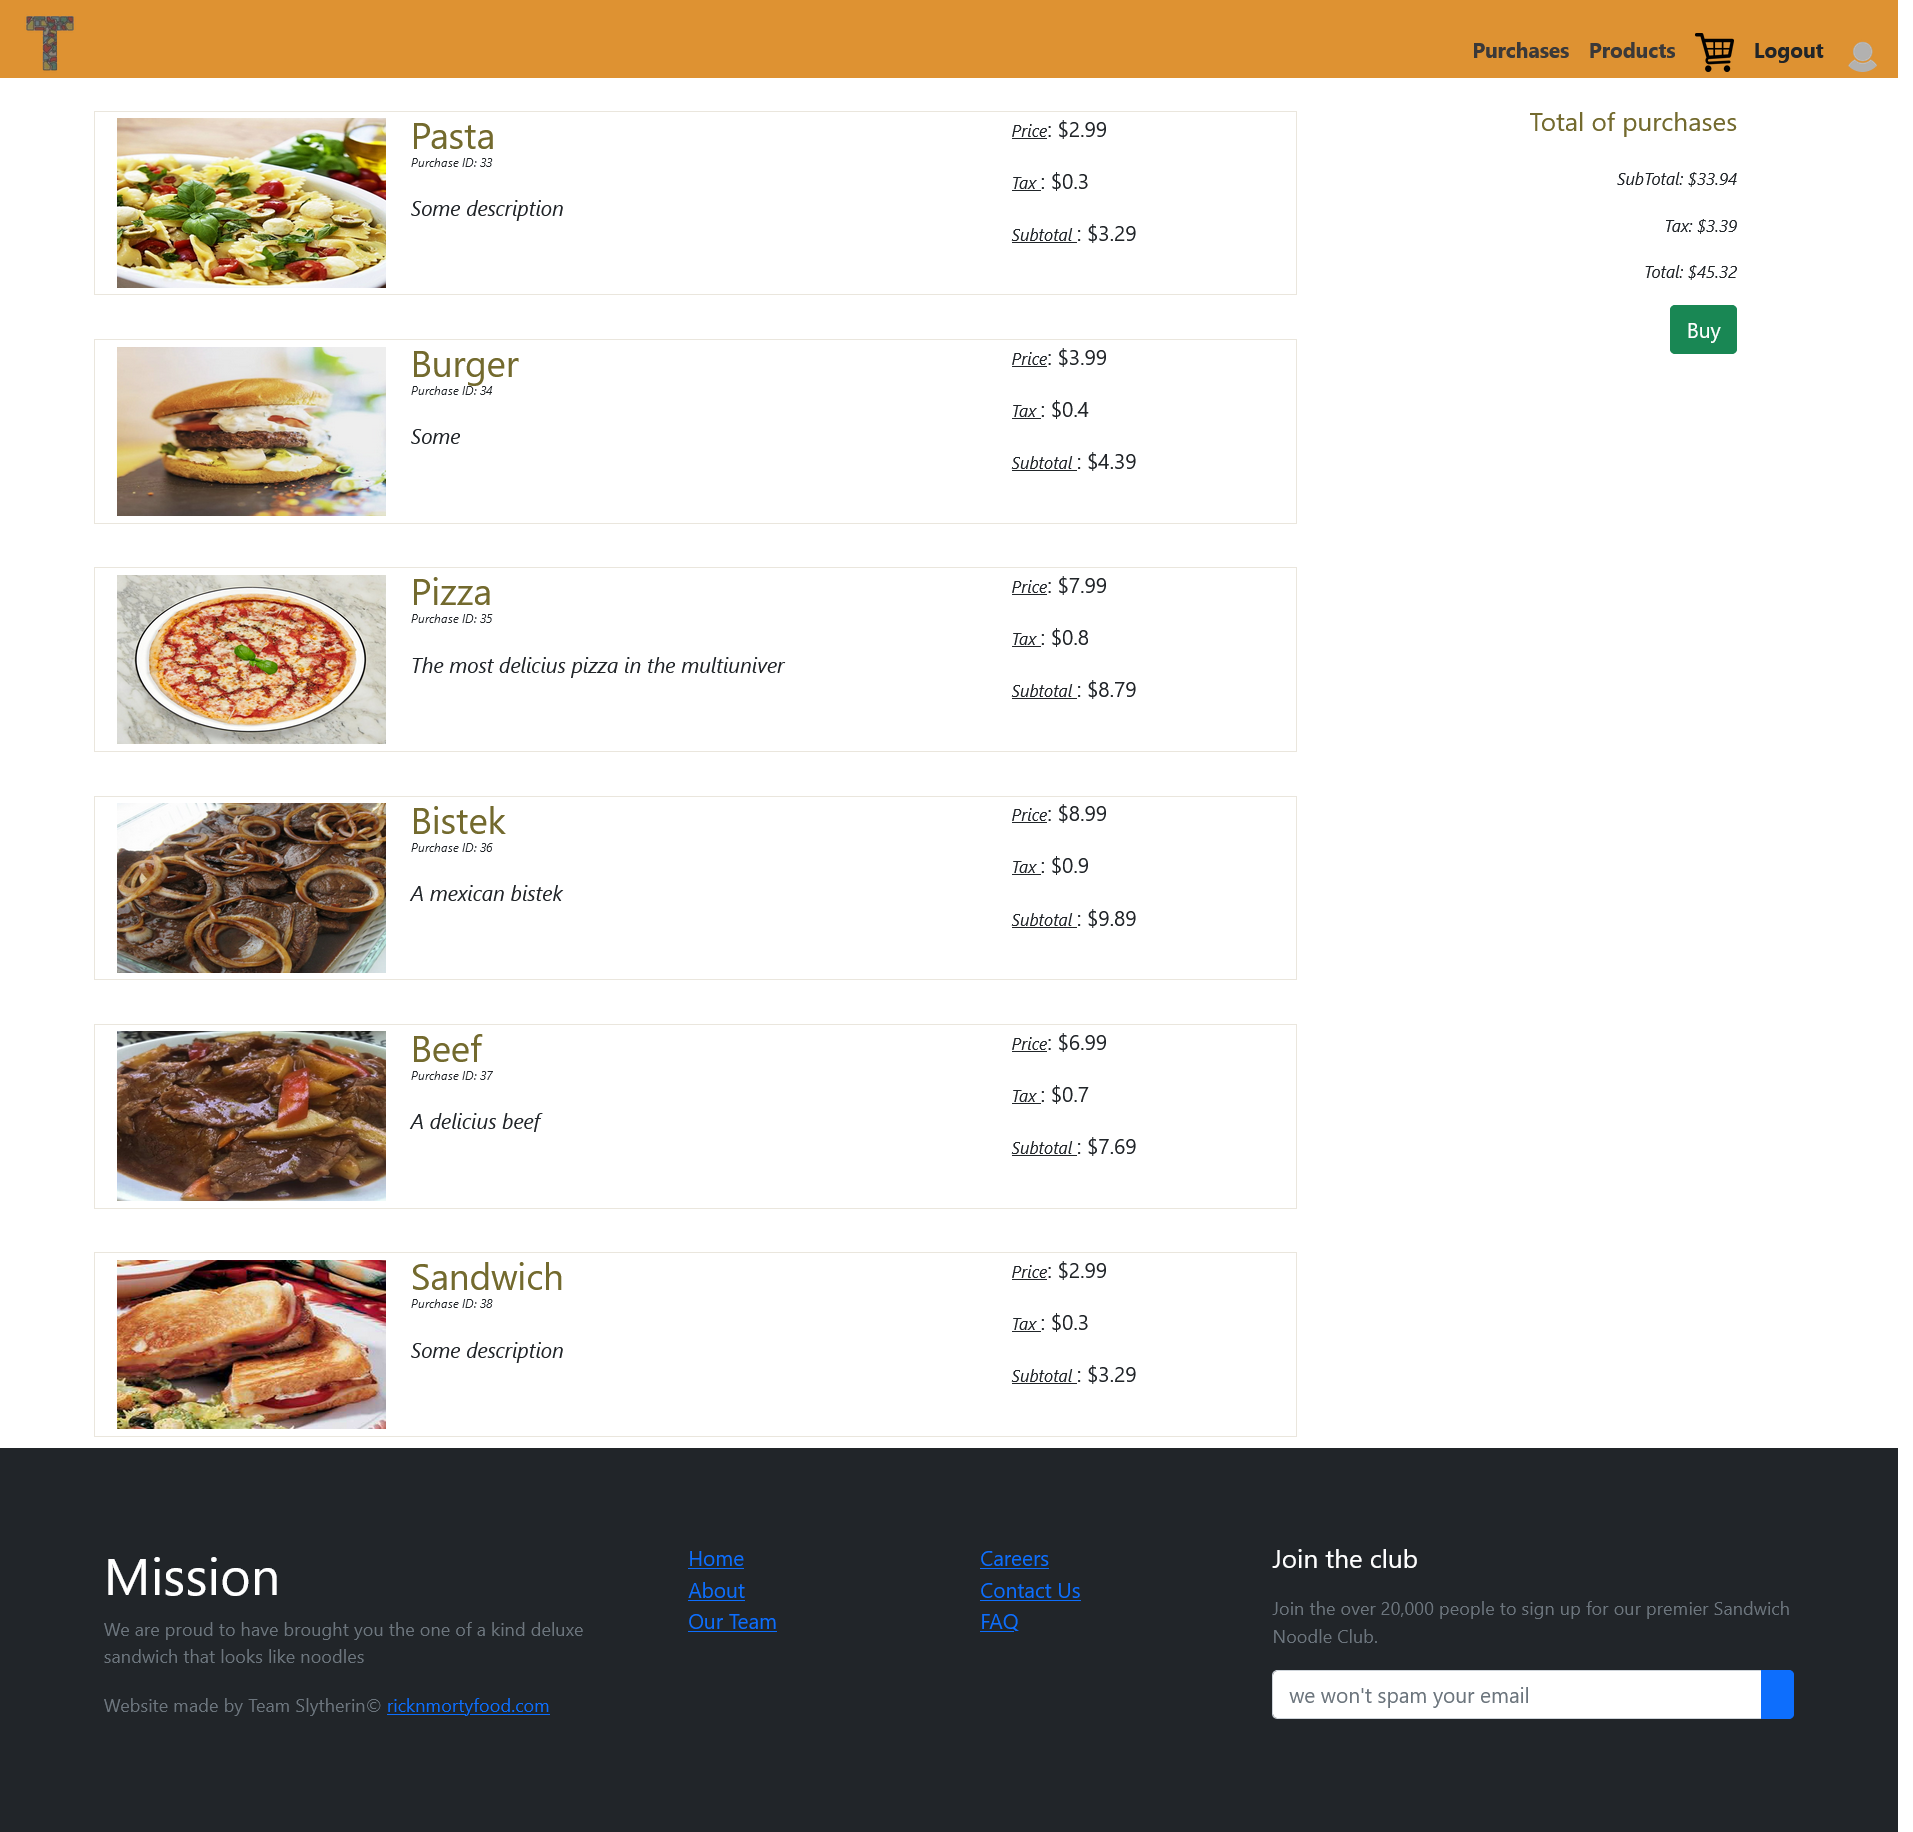 T
Purchases Products Logout
Pasta
Purchase ID: 33
Some description
Price: $2.99
Tax : $0.3
Subtotal : $3.29
Total of purchases
SubTotal: $33.94
Tax: $3.39
Total: $45.32
Buy
Burger
Purchase ID: 34
Some
Price: $3.99
Tax : $0.4
Subtotal : $4.39
Pizza
Purchase ID: 35
The most delicius pizza in the multiuniver
Price: $7.99
Tax : $0.8
Subtotal : $8.79
Bistek
Purchase ID: 36
A mexican bistek
Price: $8.99
Tax : $0.9
Subtotal : $9.89
Beef
Purchase ID: 37
A delicius beef
Price: $6.99
Tax : $0.7
Subtotal : $7.69
Sandwich
Purchase ID: 38
Some description
Price: $2.99
Tax : $0.3
Subtotal : $3.29
Mission
We are proud to have brought you the one of a kind deluxe
sandwich that looks like noodles
Website made by Team Slytherin© ricknmortyfood.com
Home
About
Our Team
Careers
Contact Us
FAQ
Join the club
Join the over 20,000 people to sign up for our premier Sandwich
Noodle Club.
we won't spam your email